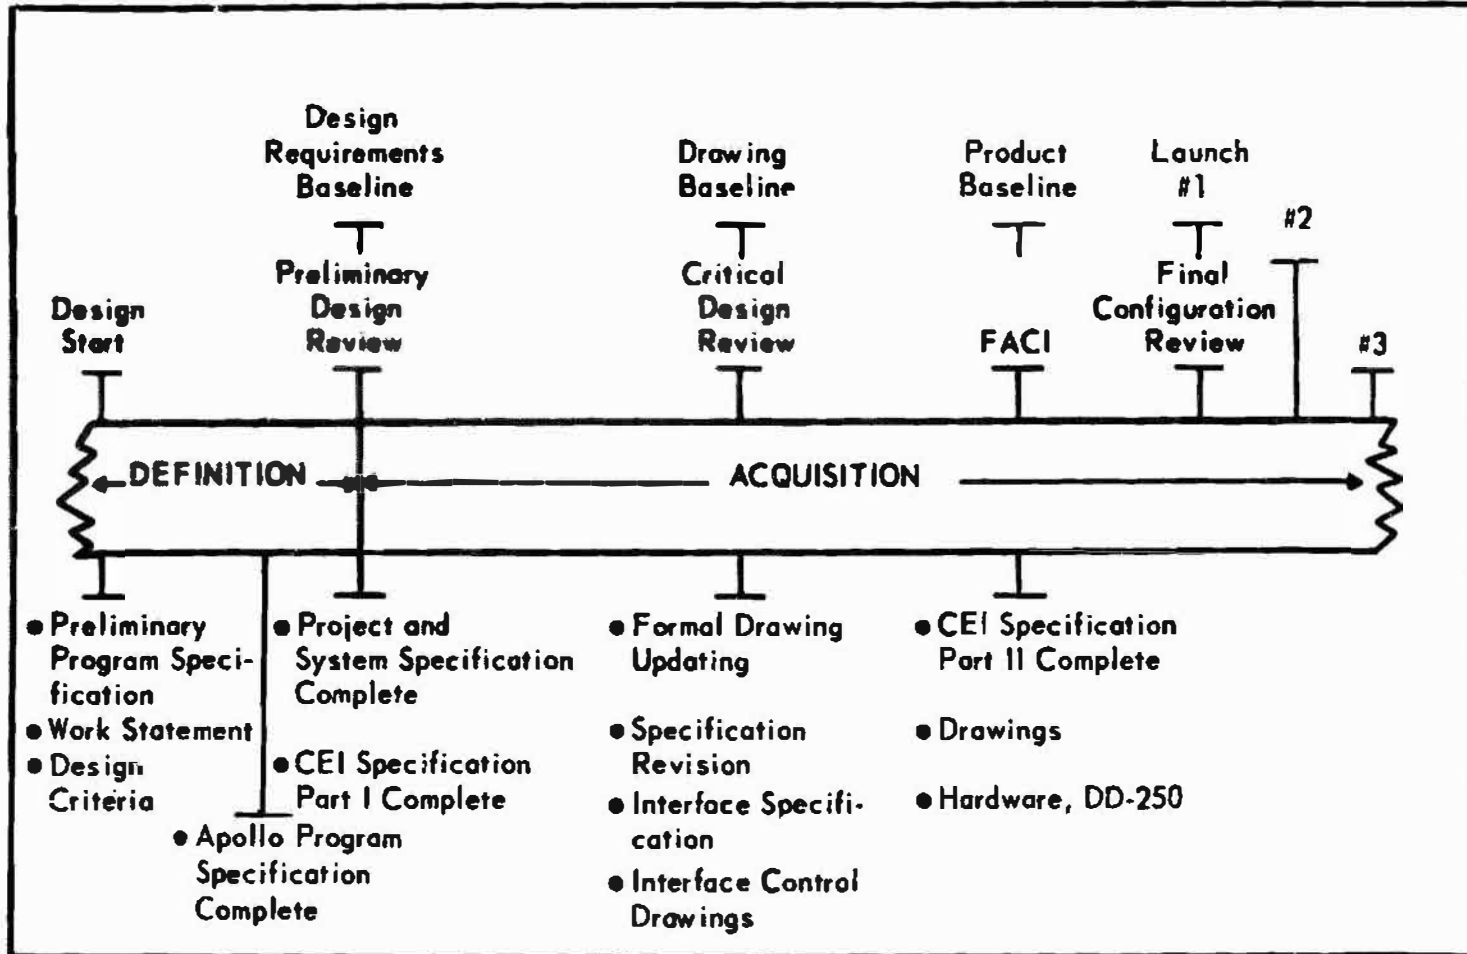 Design
Requirements
Baseline
Drawing
Baseline
Product
Baseline
Launch
#1
#2
Preliminary
Design
Review
Critical
Design
Review
Final
Configuration
Review
Design
Start
FACI
#3
DEFINITION
ACQUISITION
● Preliminary
Program Speci-
fication
● Work Statement
● Design
Criteria
● Apollo Program
Specification
Complete
● Project and
System Specification
Complete
● CEI Specification
Part I Complete
● Formal Drawing
Updating
● Specification
Revision
● Interface Specifi-
cation
● Interface Control
Drawings
● CEI Specification
Part II Complete
● Drawings
● Hardware, DD-250